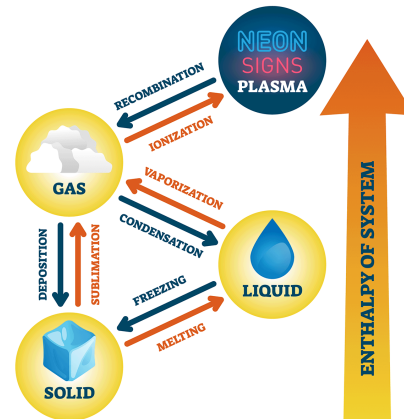 NEON
SIGNS
PLASMA
RECOMBINATION
IONIZATION
GAS
VAPORIZATION
CONDENSATION
DEPOSITION
SUBLIMATION
LIQUID
FREEZING
MELTING
SOLID
ENTHALPY OF SYSTEM